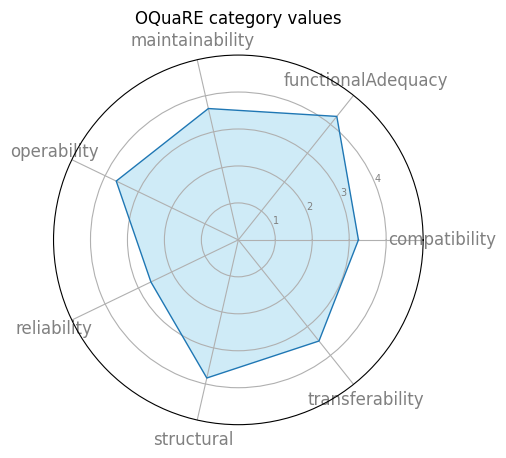 OQuaRE category values
maintainability
functionalAdequacy
operability
4
3
2
1
compatibility
reliability
transferability
structural